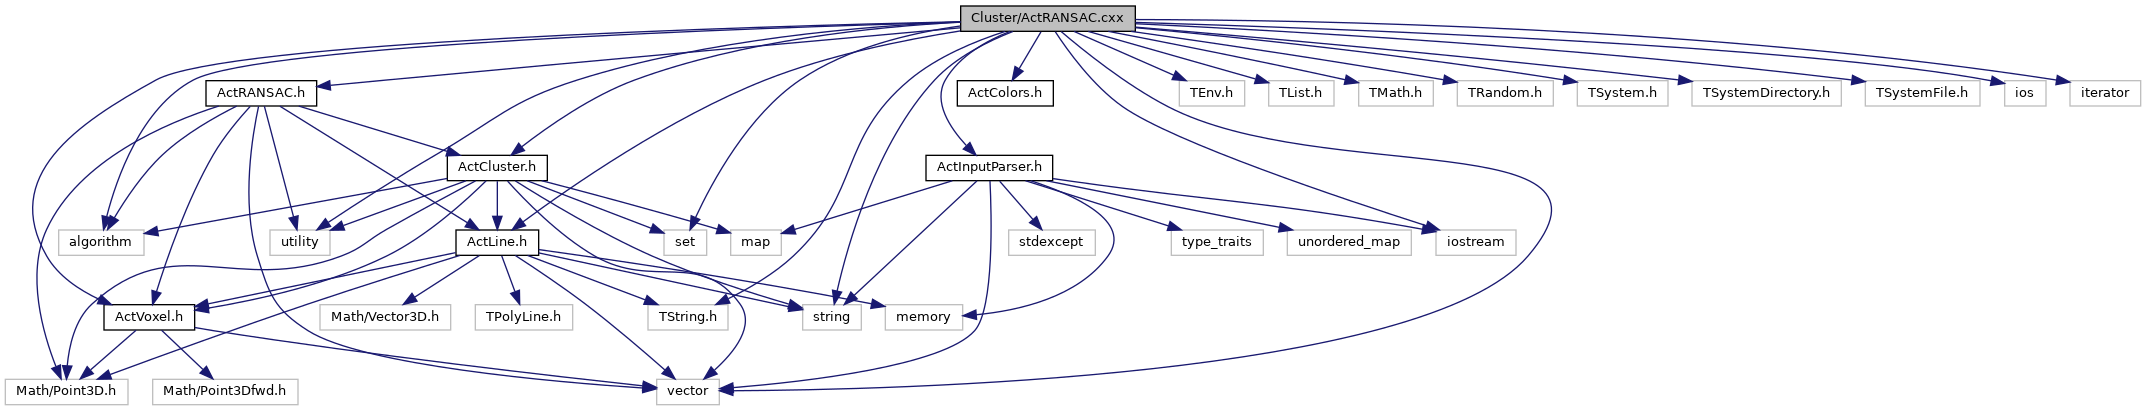 Cluster/ActRANSAC.cxx
ActRANSAC.h
ActColors.h
TEnv.h
TList.h
TMath.h
TRandom.h
TSystem.h
TSystemDirectory.h
TSystemFile.h
ios
iterator
ActCluster.h
ActInputParser.h
algorithm
utility
ActLine.h
set
map
stdexcept
type_traits
unordered_map
iostream
ActVoxel.h
Math/Vector3D.h
TPolyLine.h
TString.h
string
memory
Math/Point3D.h
Math/Point3Dfwd.h
vector